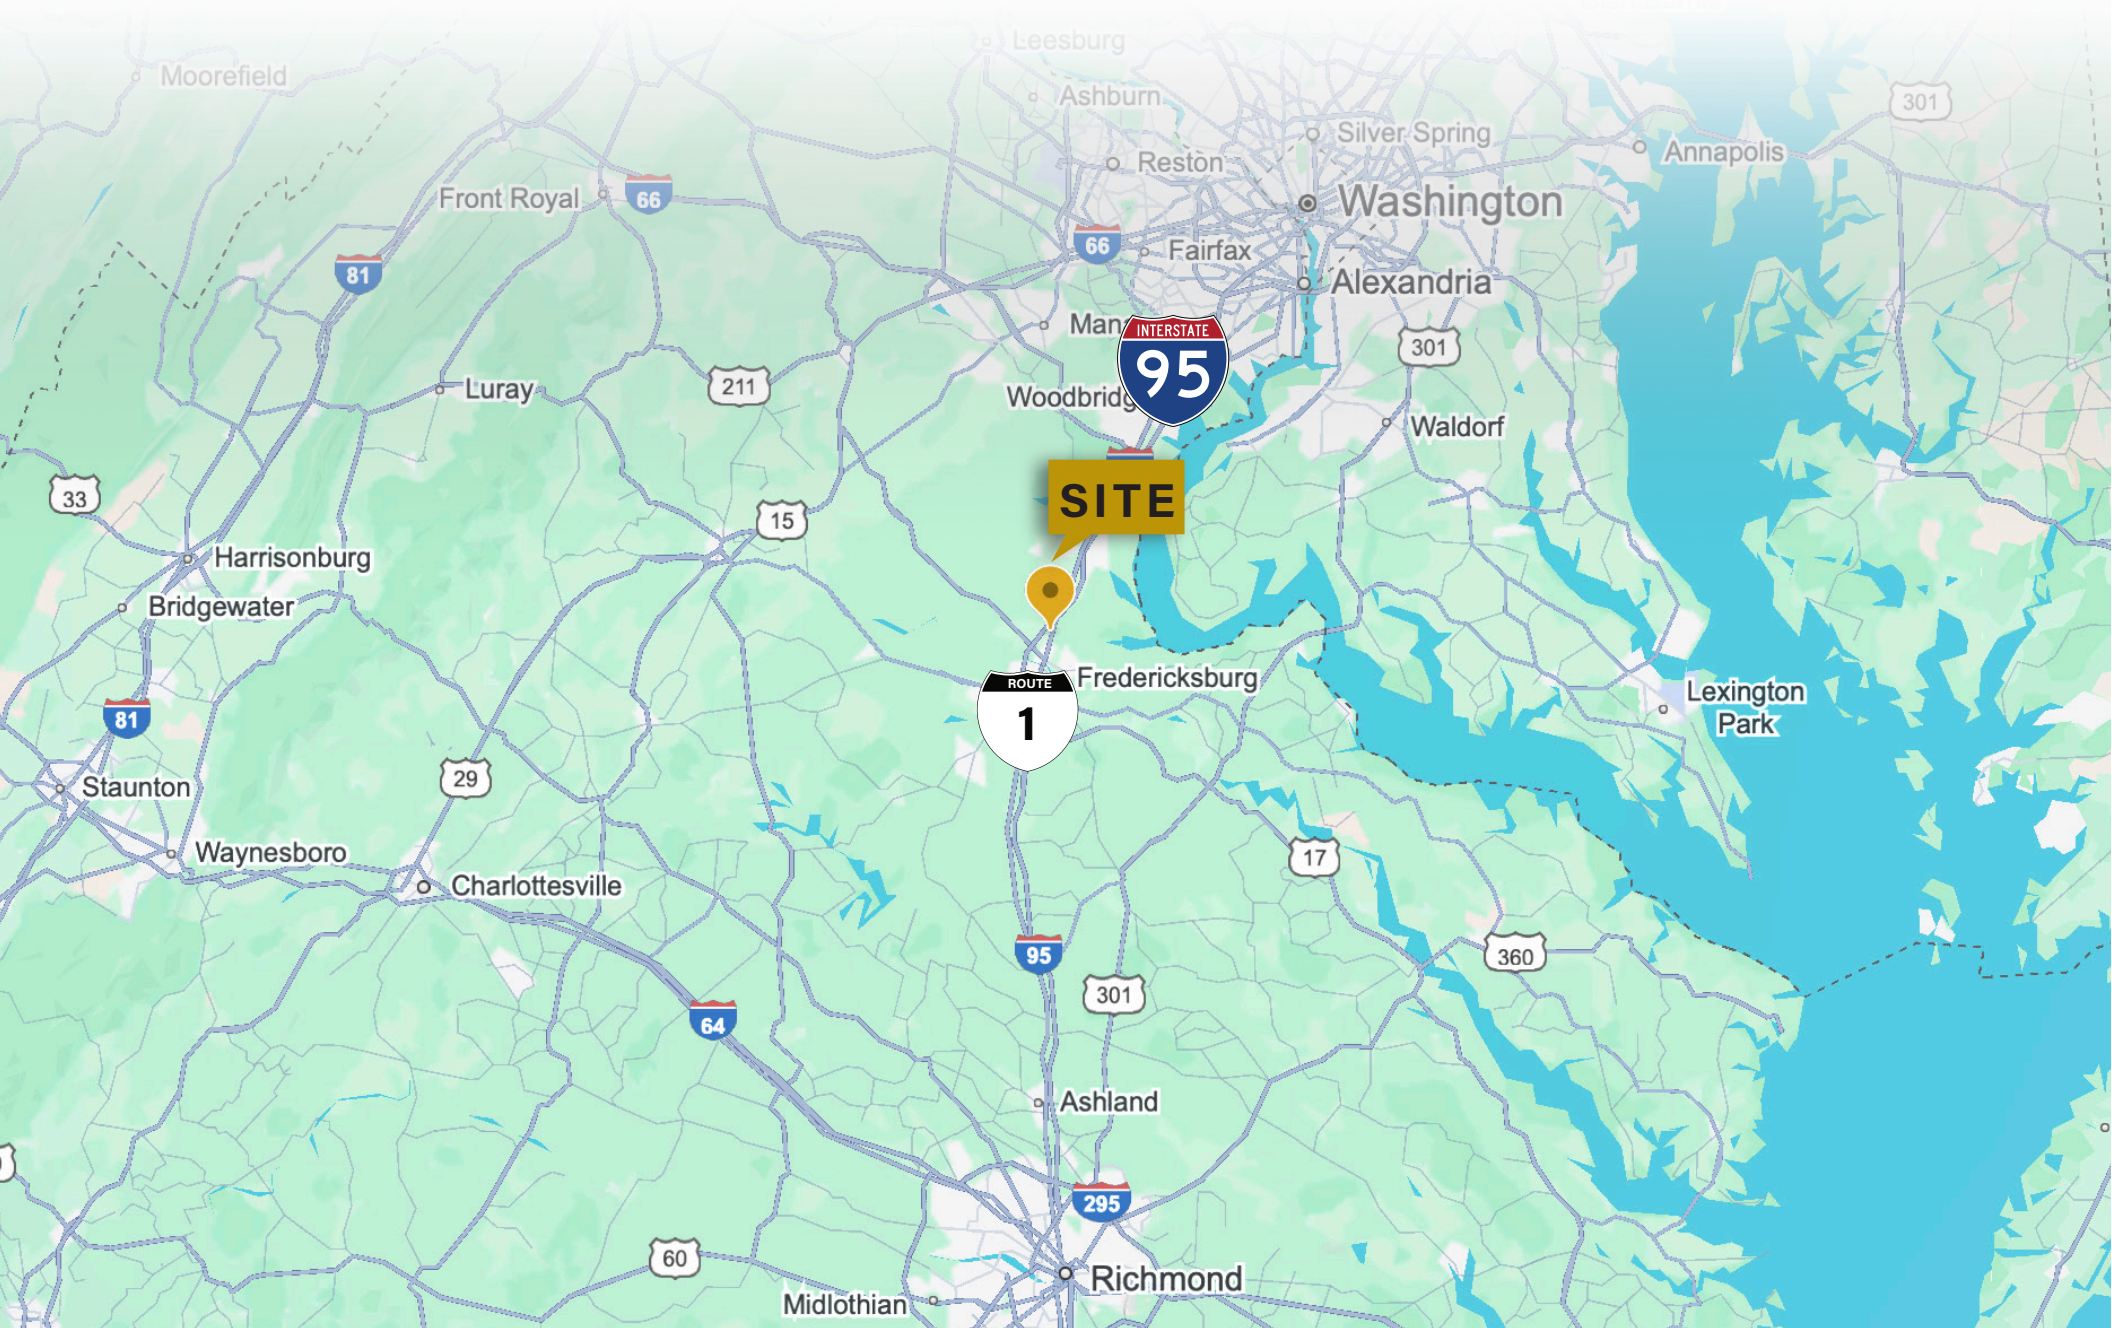 Leesburg
Moorefield
Ashburn
301
Silver Spring
Annapolis
Reston
Front Royal
66
Washington
66
Fairfax
81
Alexandria
Man
INTERSTATE
95
301
Luray
211
Woodbridg
Waldorf
33
SITE
15
Harrisonburg
Bridgewater
Fredericksburg
ROUTE
1
Lexington
Park
81
29
Staunton
Waynesboro
17
Charlottesville
95
360
301
64
Ashland
295
60
Richmond
Midlothian